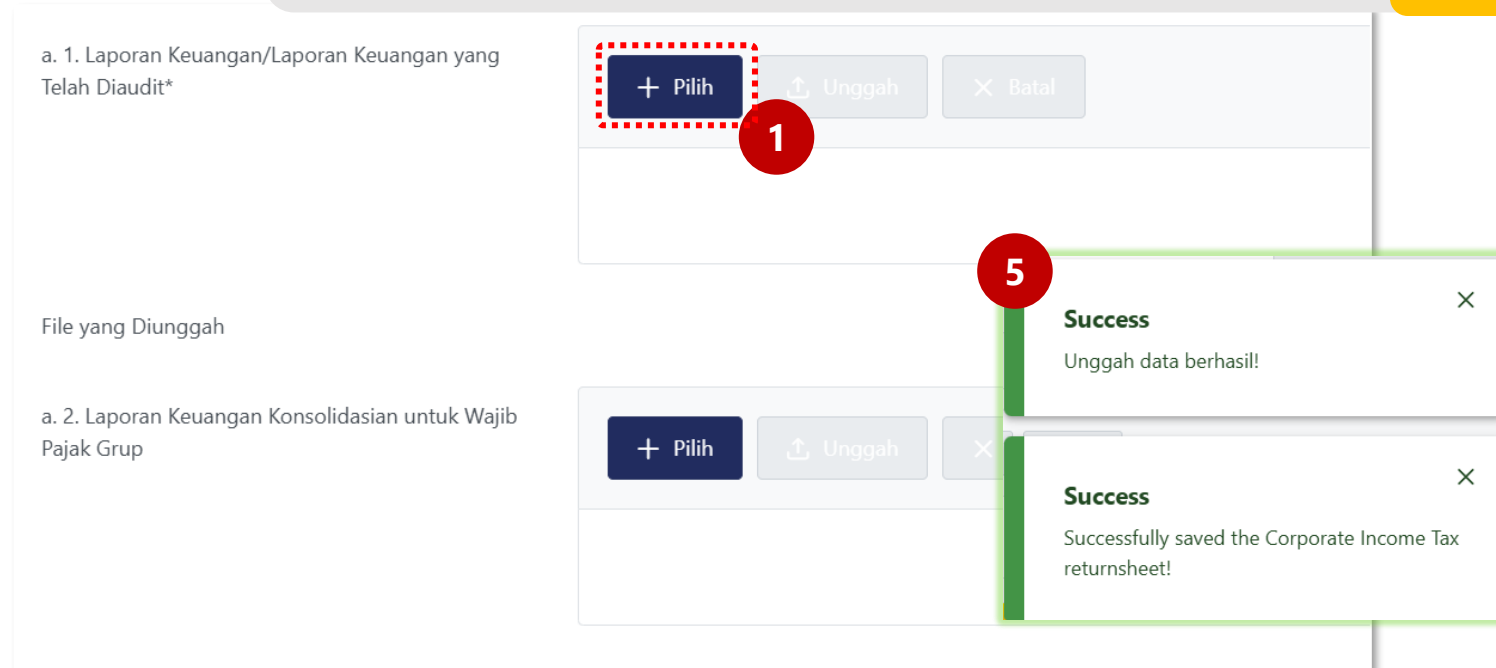 a. 1. Laporan Keuangan/Laporan Keuangan yang
Telah Diaudit*
Pilih
Unggah
Batal
1
File yang Diunggah
5
Success
Unggah data berhasil!
a. 2. Laporan Keuangan Konsolidasian untuk Wajib
Pajak Grup
Pilih
Unggah
Success
Successfully saved the Corporate Income Tax
returnsheet!